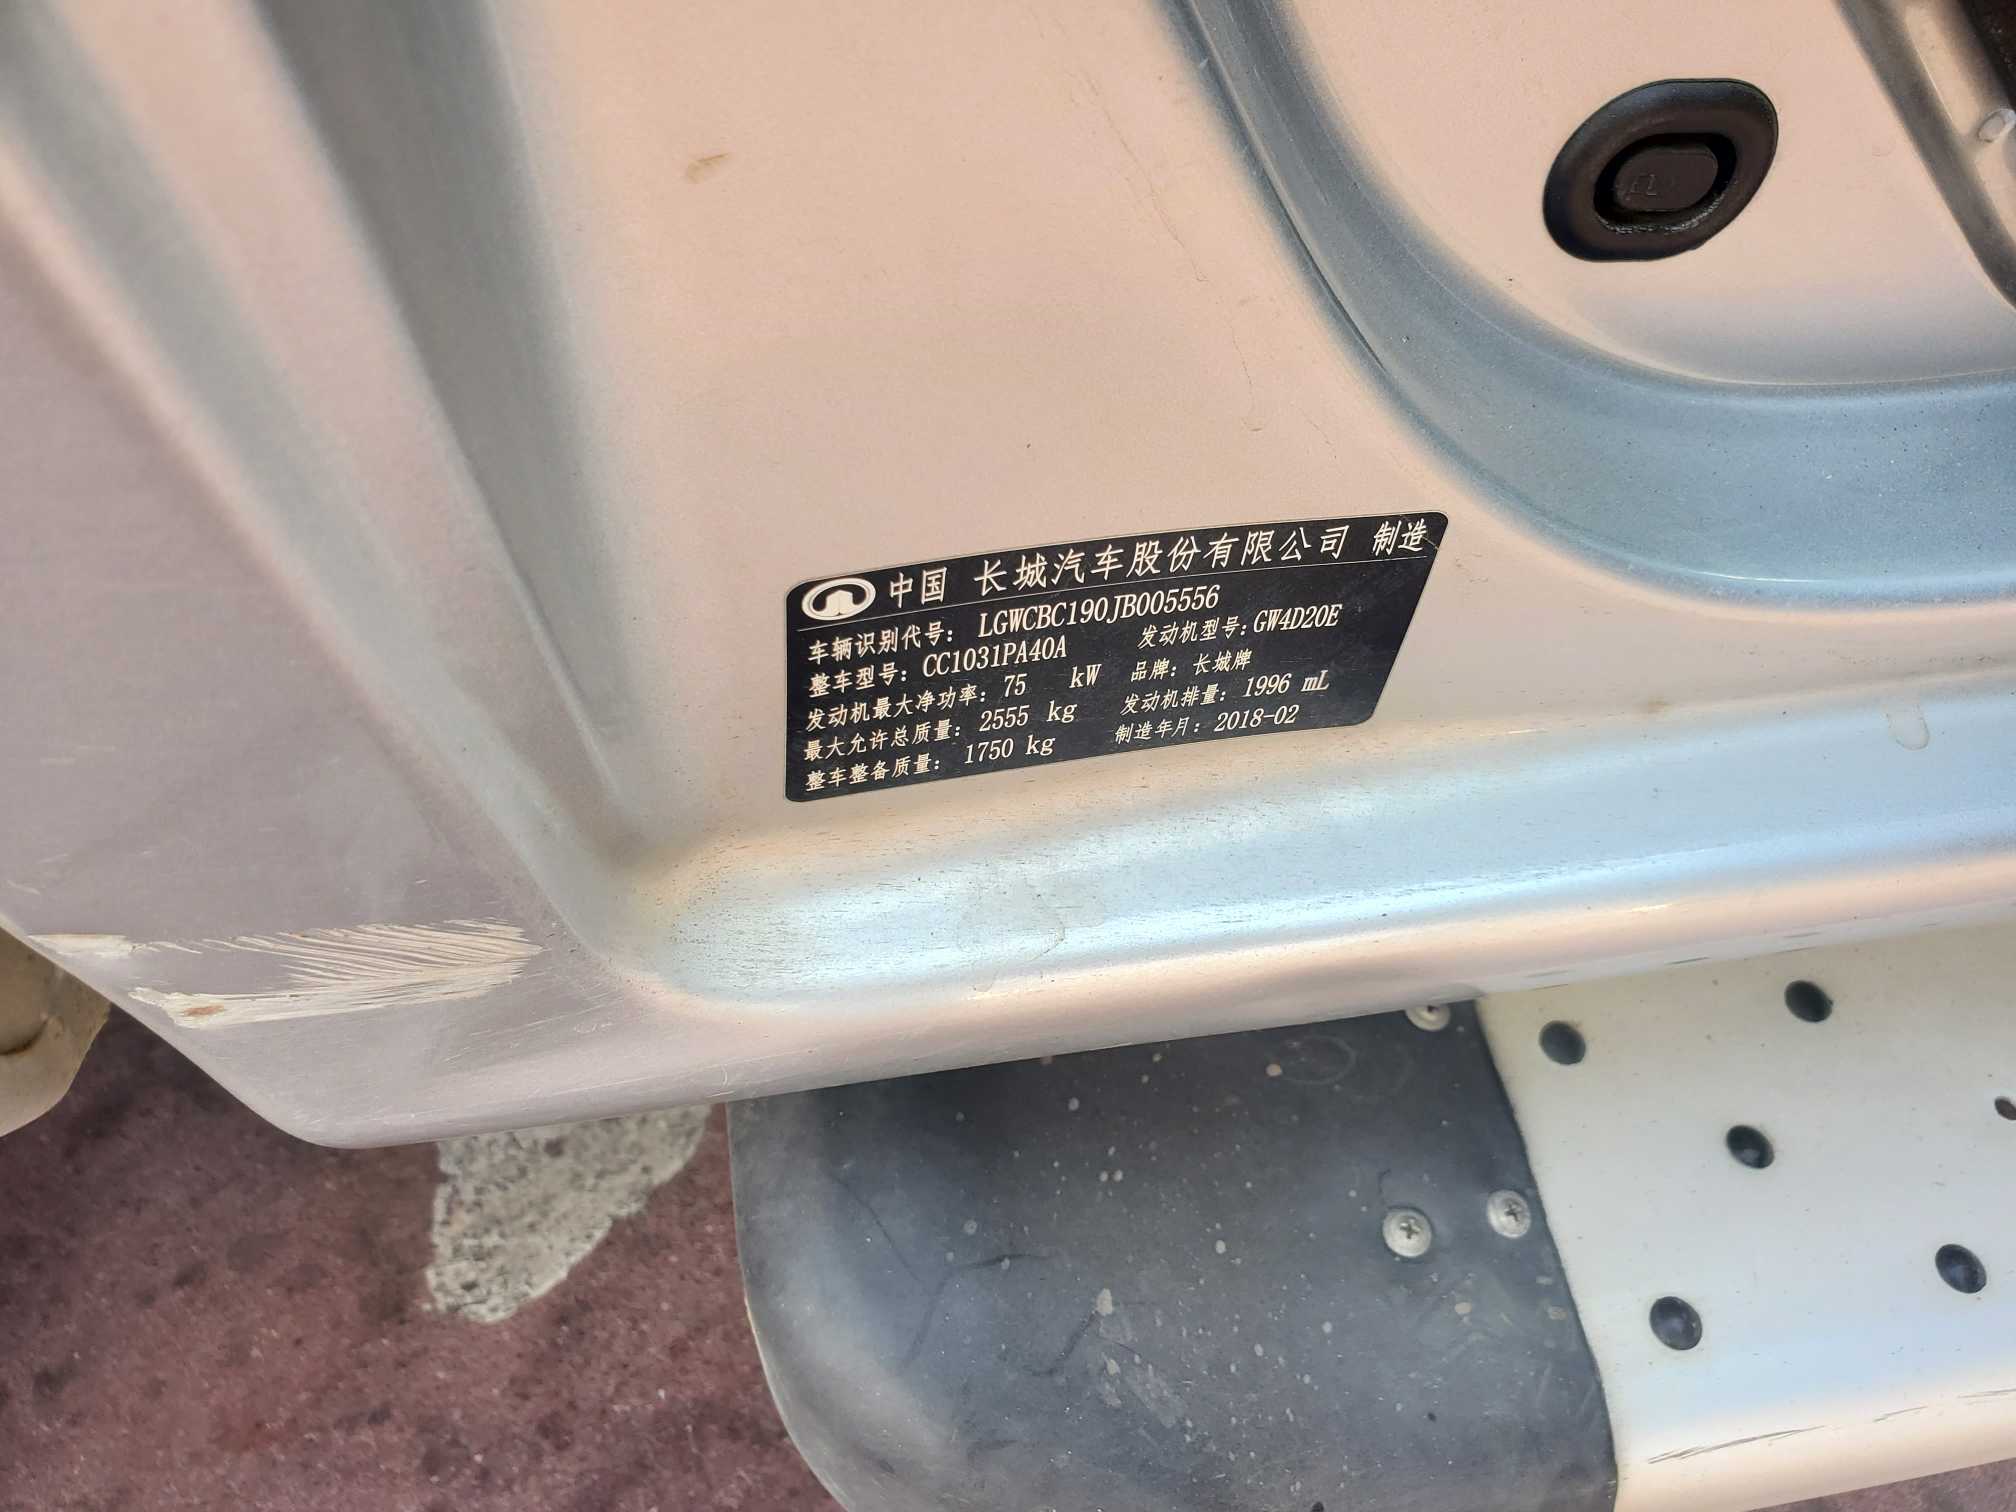 中国 长城汽车股份有限公司 制造
车辆识别代号: LGWCBC190JB005556
整车型号: CC1031PA40A 发动机型号: GW4D20E
发动机最大净功率: 75 kW 品牌: 长城牌
最大允许总质量: 2555 kg 发动机排量: 1996 mL
整车整备质量: 1750 kg 制造年月: 2018-02